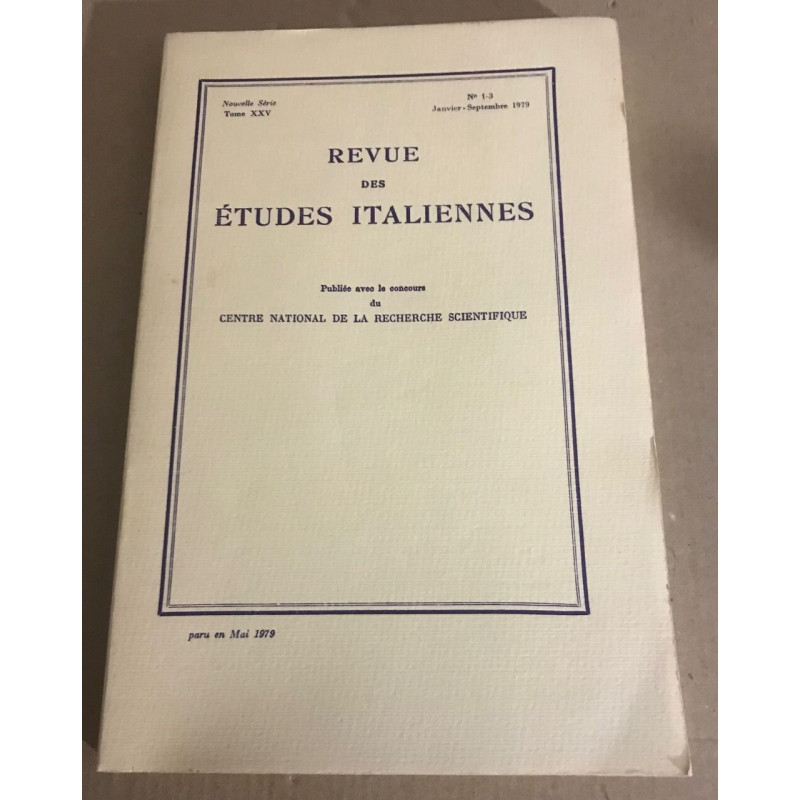 Nouvelle Série
Tome XXV
Nº 1-3
Janvier-Septembre 1979
REVUE
DES
ÉTUDES ITALIENNES
Publiée avec le concours
du
CENTRE NATIONAL DE LA RECHERCHE SCIENTIFIQUE
paru en Mai 1979